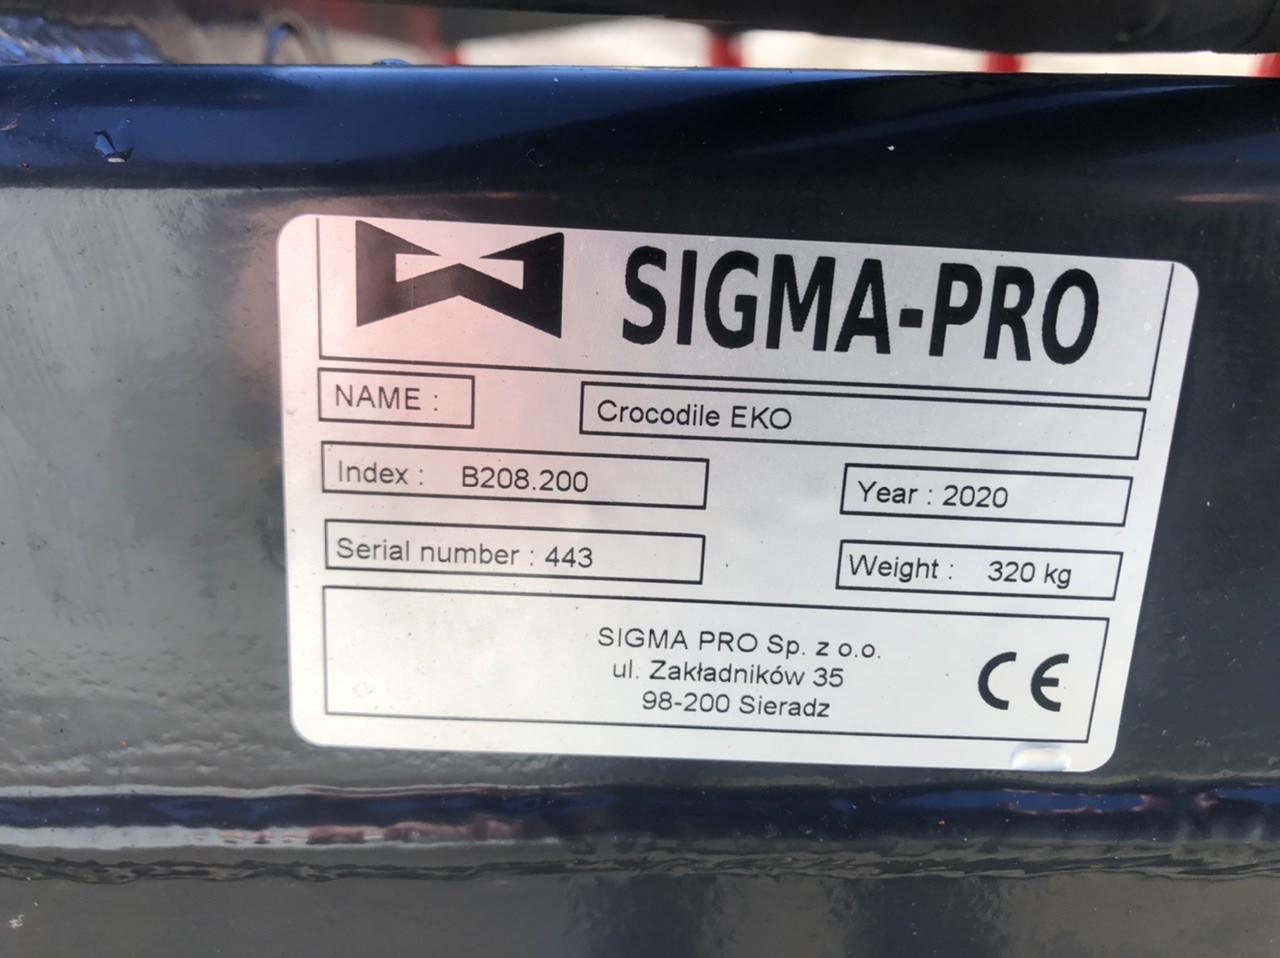 SIGMA-PRO
NAME : Crocodile EKO
Index : B208.200 Year : 2020
Serial number : 443 Weight : 320 kg
SIGMA PRO Sp. z o.o.
ul. Zakładników 35
98-200 Sieradz
CE